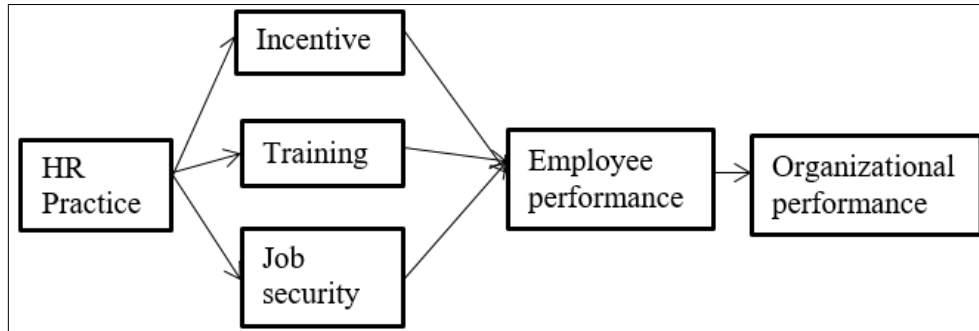 HR
Practice
Incentive
Training
Job
security
Employee
performance
Organizational
performance